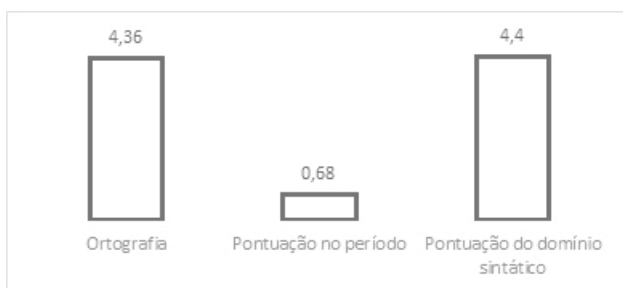 4,36
0,68
4,4
Ortografia
Pontuação no período
Pontuação do domínio
sintático